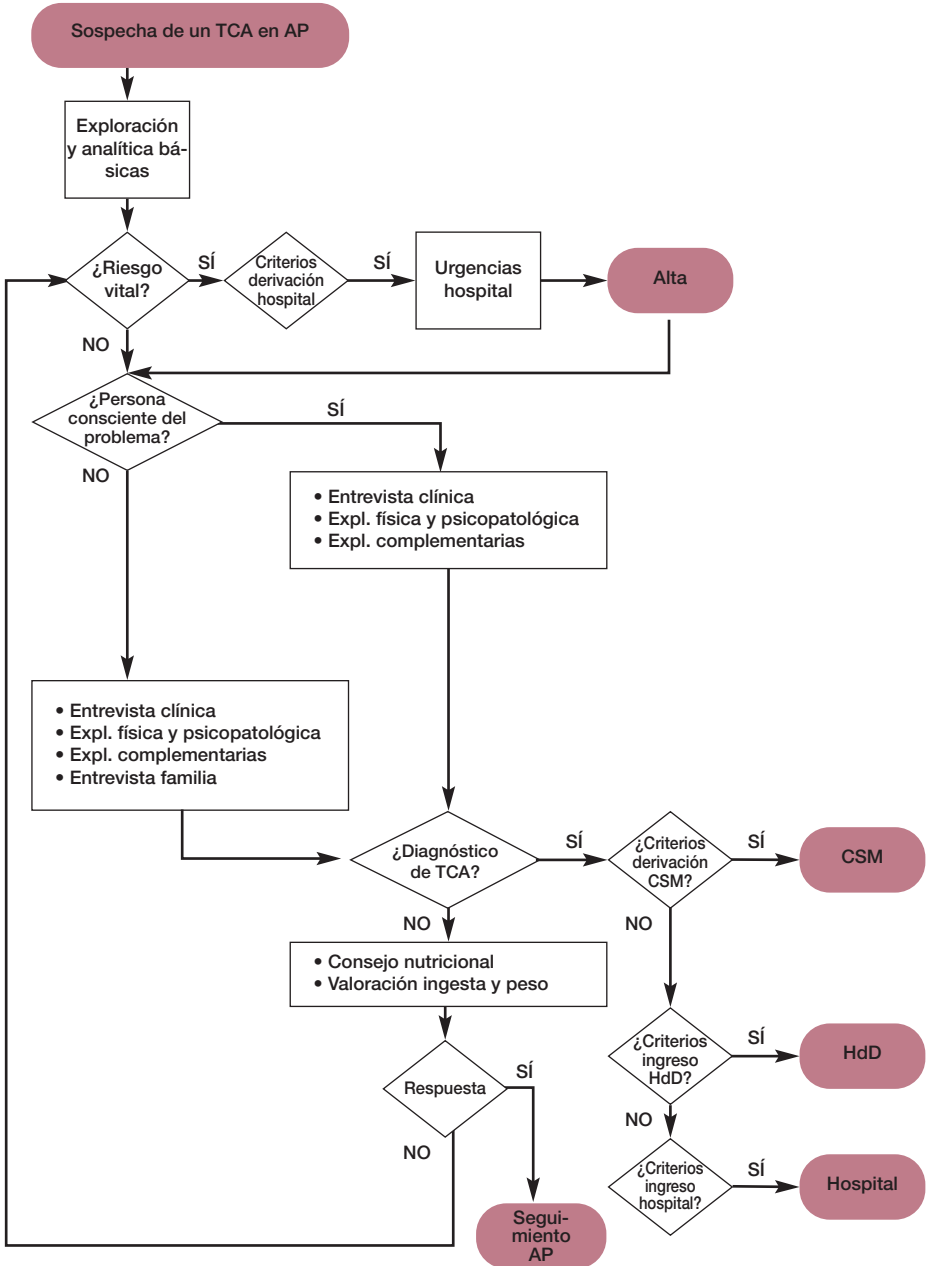 Sospecha de un TCA en AP
Exploración
y analítica bá-
sicas
¿Riesgo
vital?
SÍ
Criterios
derivación
hospital
SÍ
Urgencias
hospital
Alta
NO
¿Persona
consciente del
problema?
SÍ
NO
• Entrevista clínica
• Expl. física y psicopatológica
• Expl. complementarias
• Entrevista clínica
• Expl. física y psicopatológica
• Expl. complementarias
• Entrevista familia
¿Diagnóstico
de TCA?
SÍ
¿Criterios
derivación
CSM?
SÍ
CSM
NO
NO
• Consejo nutricional
• Valoración ingesta y peso
¿Criterios
ingreso
HdD?
SÍ
HdD
Respuesta
SÍ
NO
NO
¿Criterios
ingreso
hospital?
SÍ
Hospital
Segui-
miento
AP